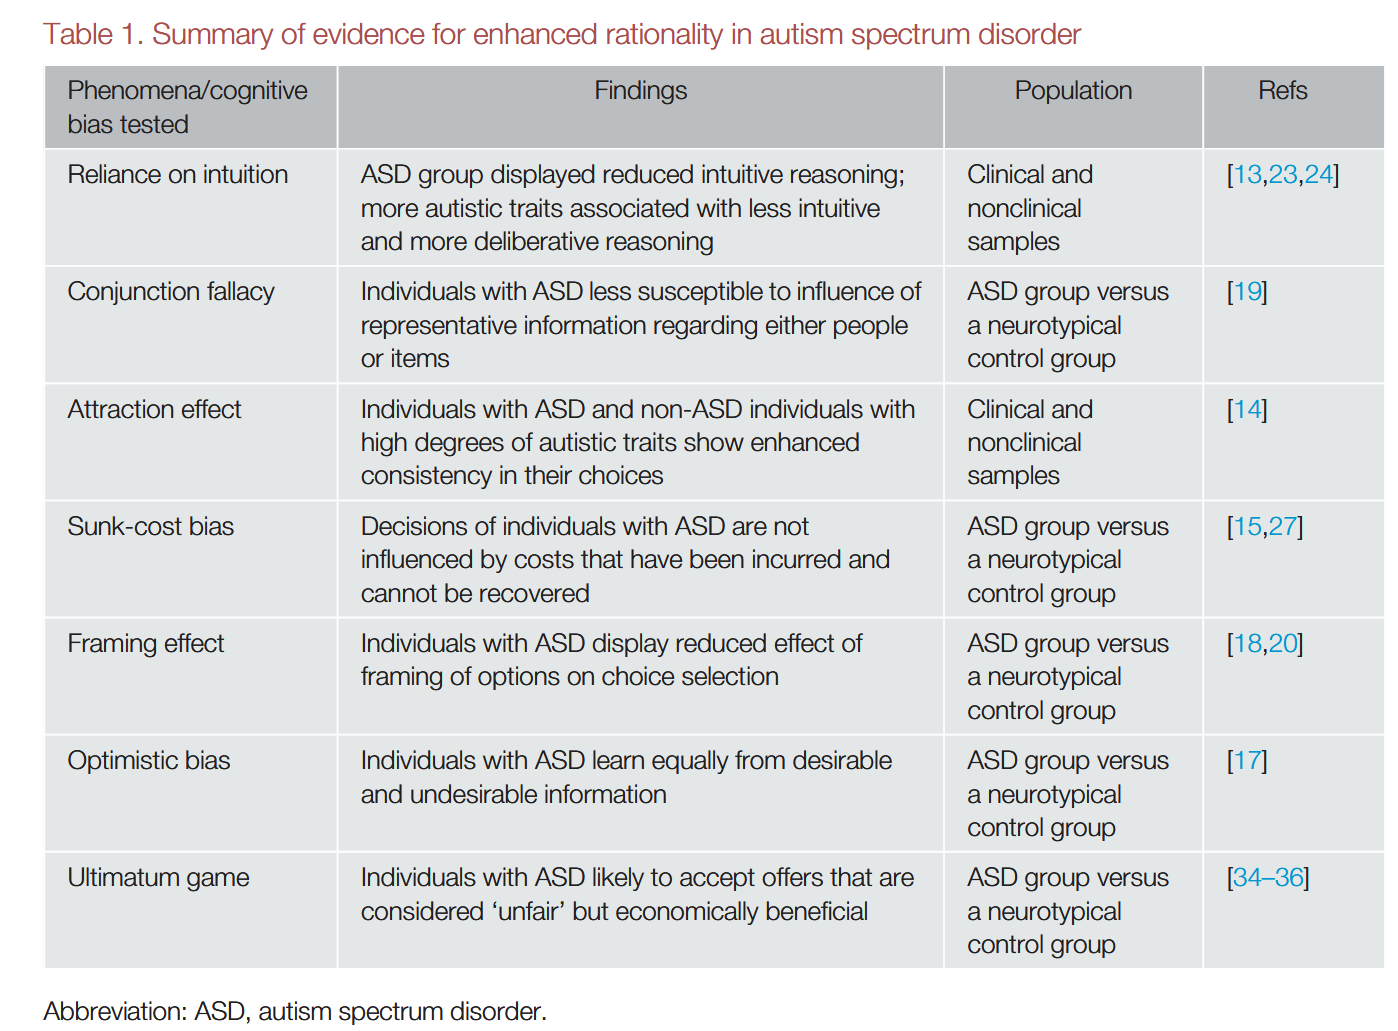 Table 1. Summary of evidence for enhanced rationality in autism spectrum disorder
Phenomena/cognitive
bias tested
Findings
Population
Refs
Reliance on intuition
ASD group displayed reduced intuitive reasoning;
more autistic traits associated with less intuitive
and more deliberative reasoning
Clinical and
nonclinical
samples
[13,23,24]
Conjunction fallacy
Individuals with ASD less susceptible to influence of
representative information regarding either people
or items
ASD group versus
a neurotypical
control group
[19]
Attraction effect
Individuals with ASD and non-ASD individuals with
high degrees of autistic traits show enhanced
consistency in their choices
Clinical and
nonclinical
samples
[14]
Sunk-cost bias
Decisions of individuals with ASD are not
influenced by costs that have been incurred and
cannot be recovered
ASD group versus
a neurotypical
control group
[15,27]
Framing effect
Individuals with ASD display reduced effect of
framing of options on choice selection
ASD group versus
a neurotypical
control group
[18,20]
Optimistic bias
Individuals with ASD learn equally from desirable
and undesirable information
ASD group versus
a neurotypical
control group
[17]
Ultimatum game
Individuals with ASD likely to accept offers that are
considered ‘unfair’ but economically beneficial
ASD group versus
a neurotypical
control group
[34–36]
Abbreviation: ASD, autism spectrum disorder.